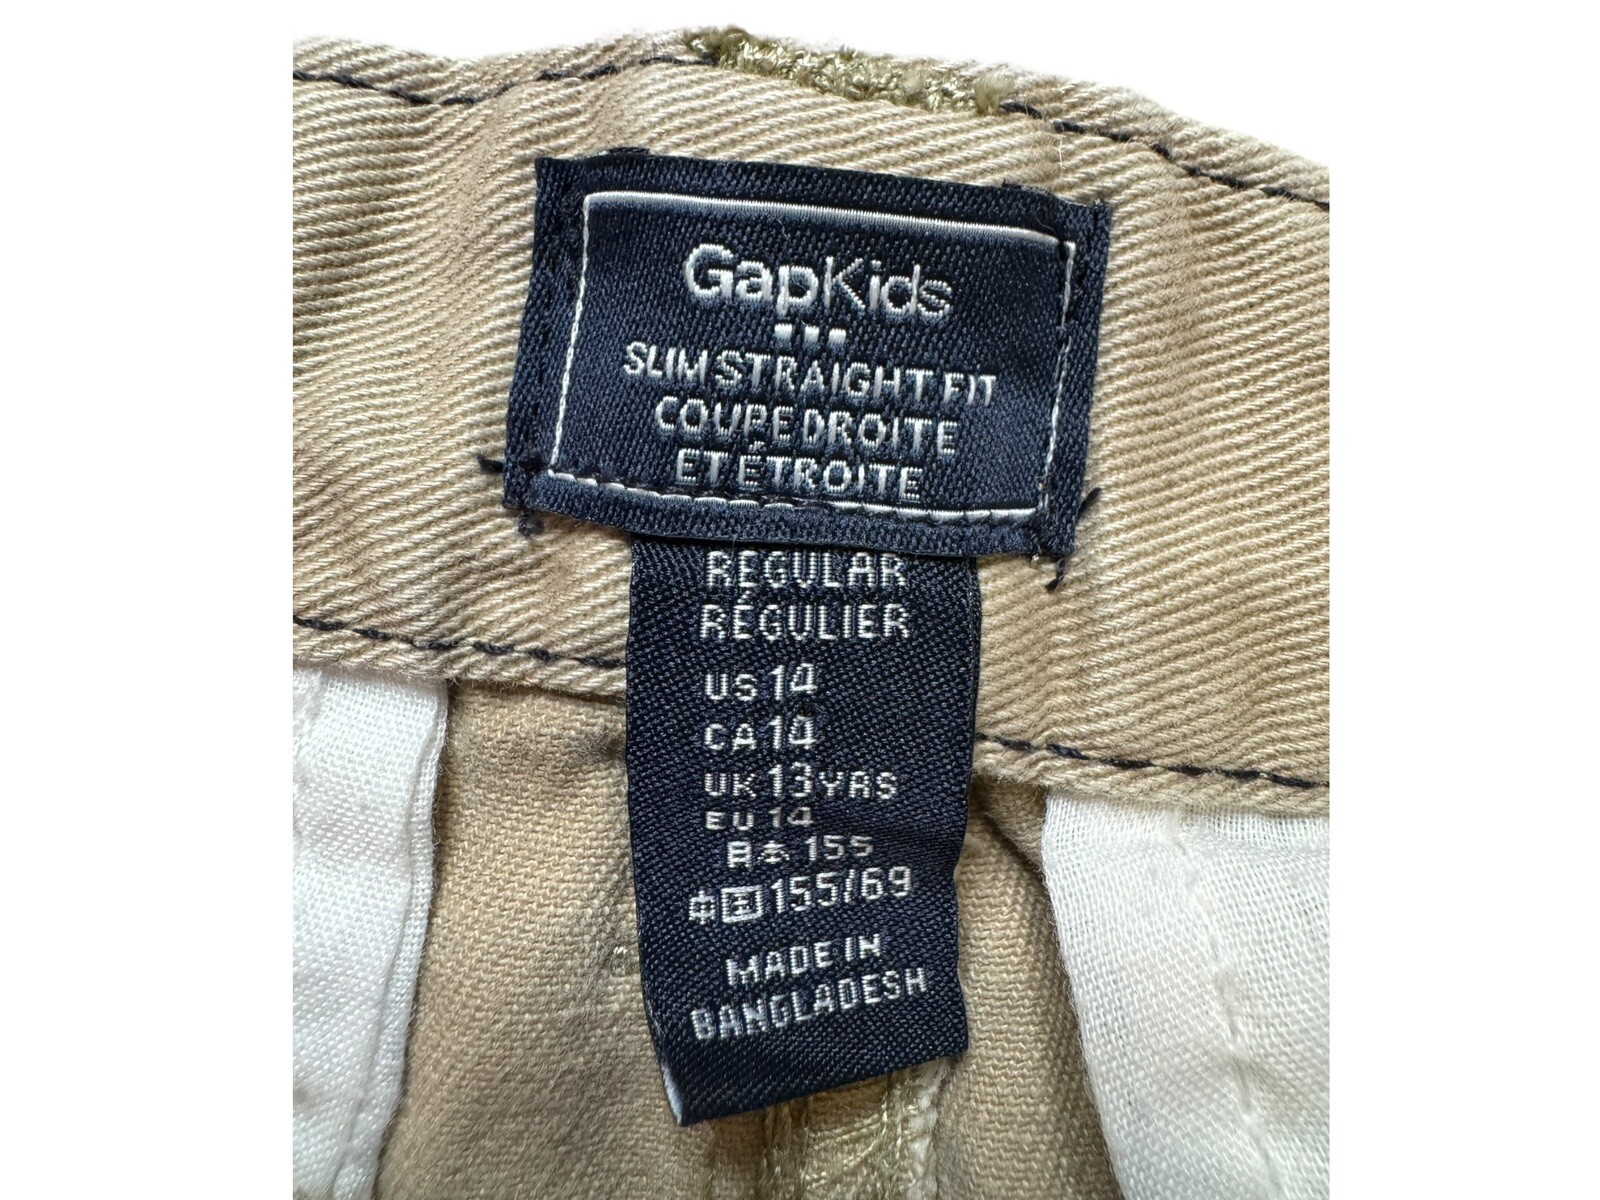 GapKids
SLIM STRAIGHT FIT
COUPE DROITE
ET ÉTROITE
REGULAR
RÉGULIER
US 14
CA 14
UK 13 YRS
EU 14
日本 155
中国 155/69
MADE IN
BANGLADESH